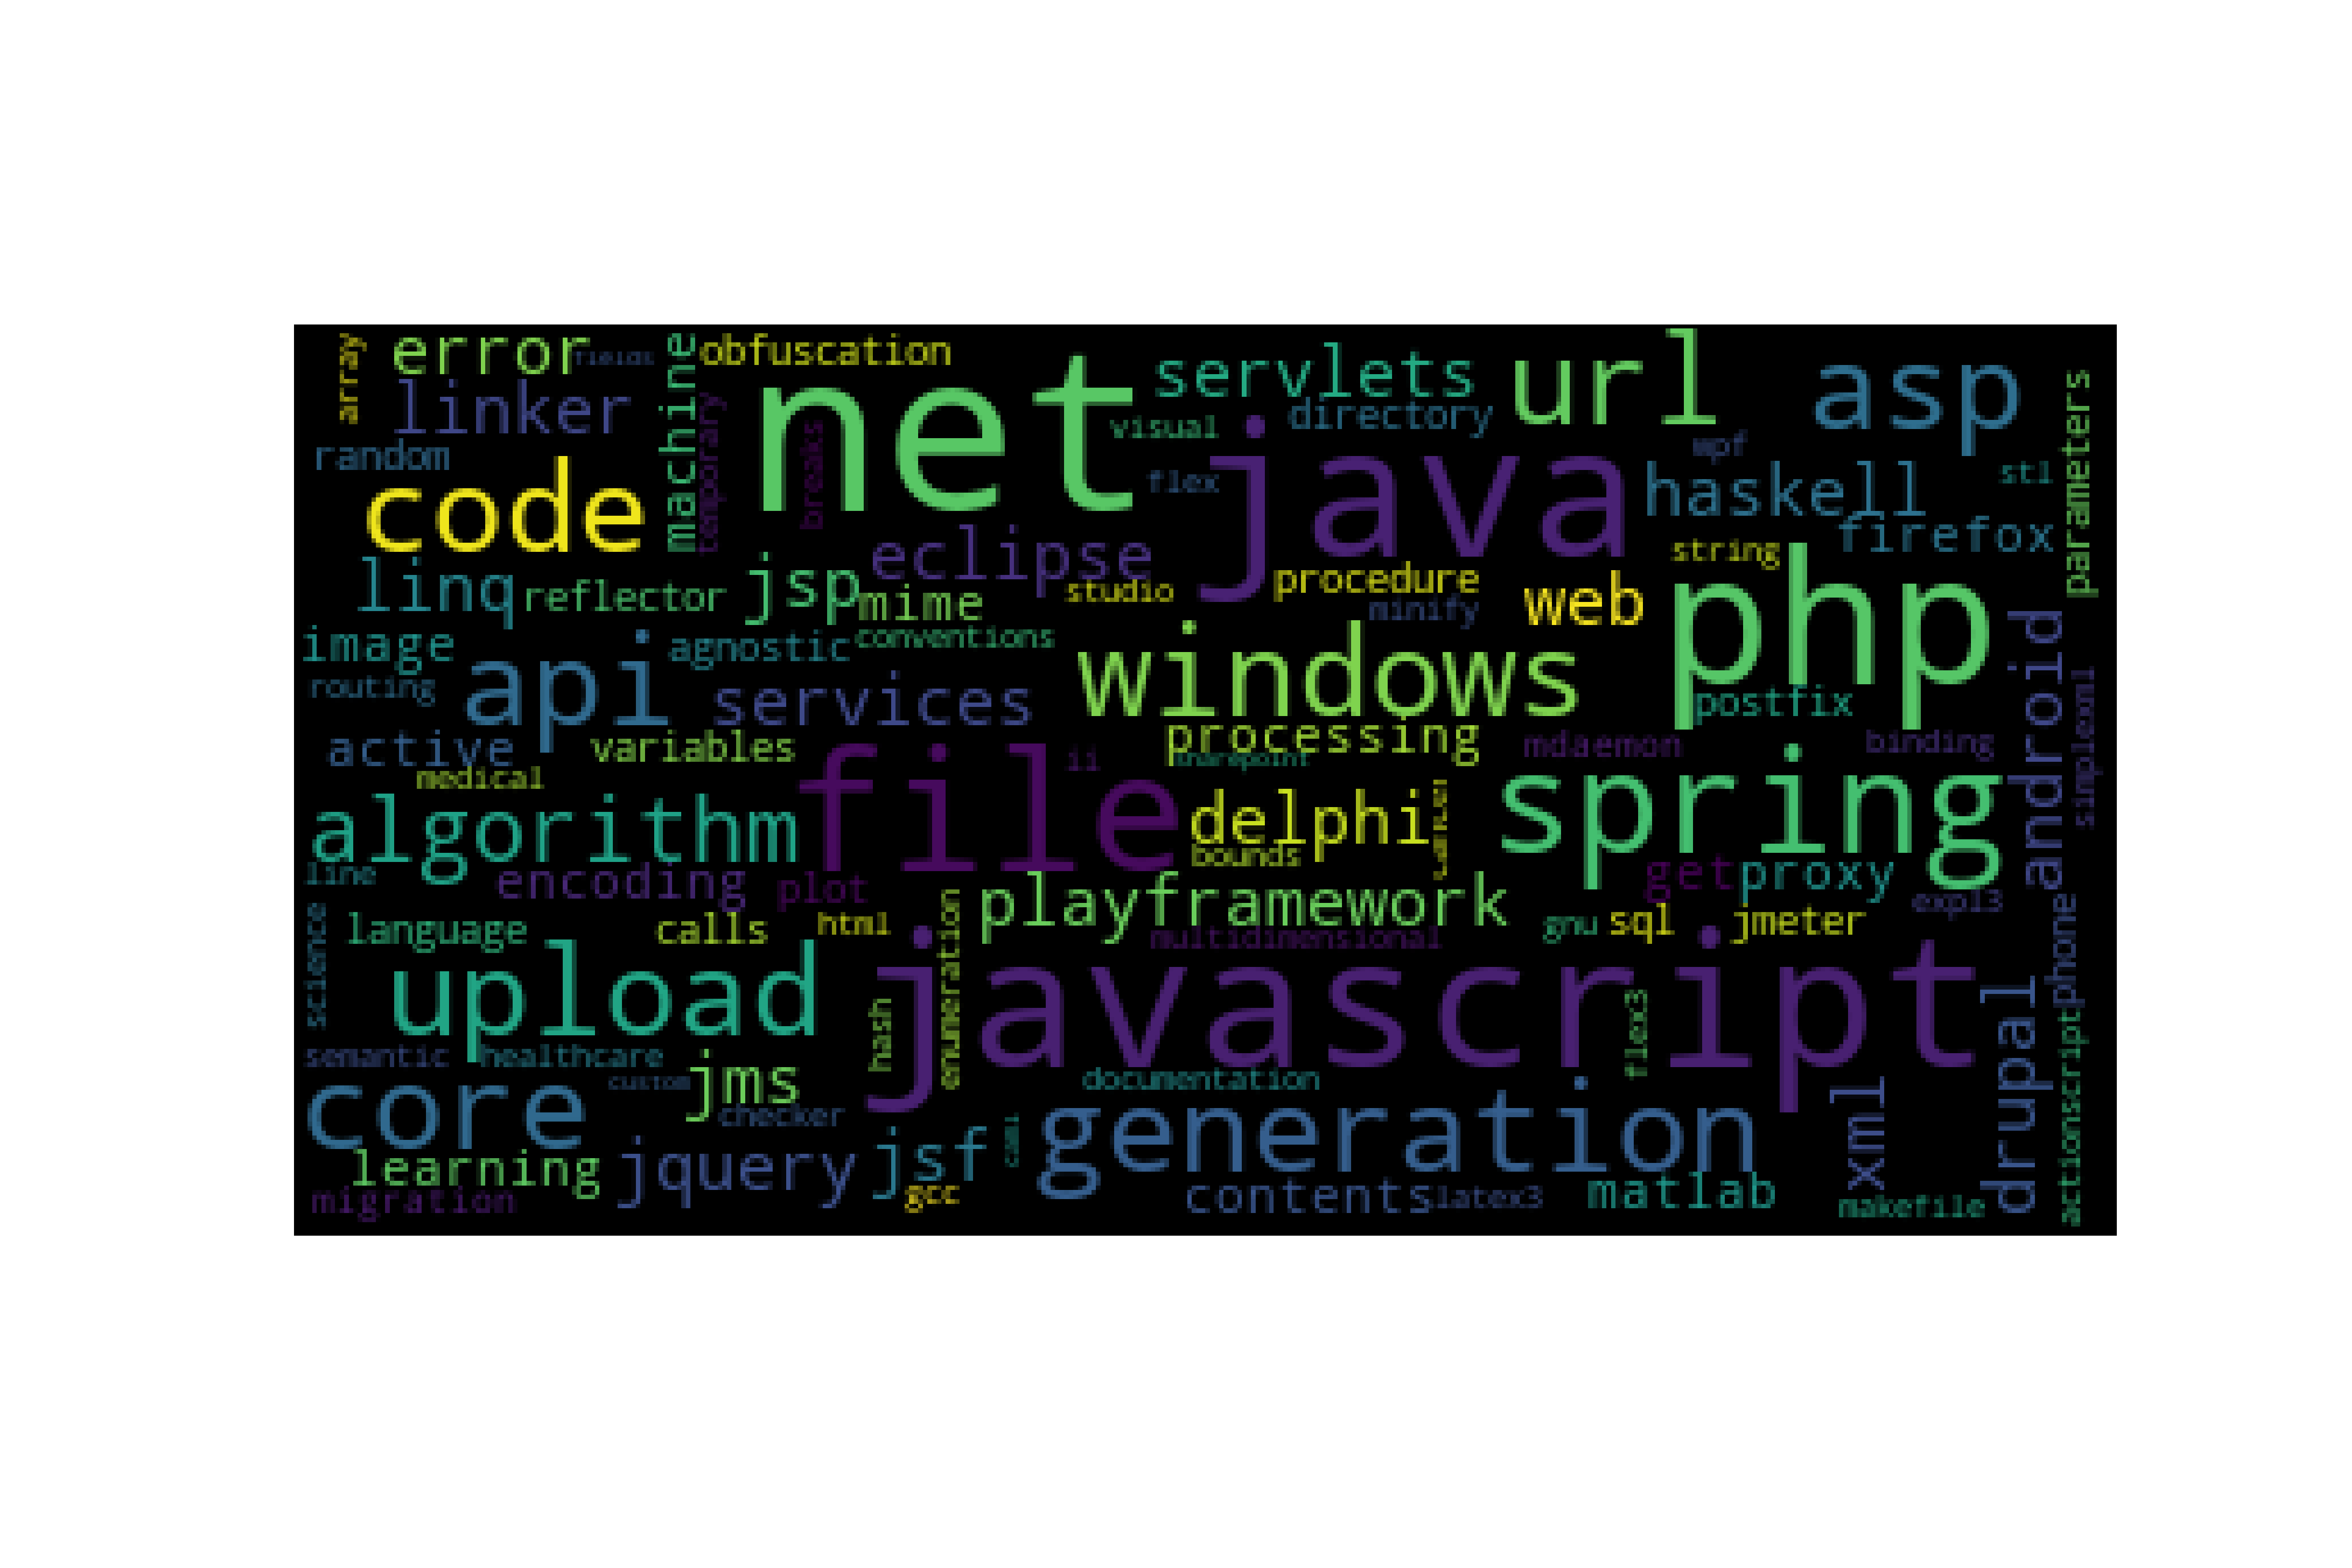 array
error
fields
machine
obfuscation
net
servlets
url
asp
parameters
linker
temporary
breaks
visual
directory
java
random
wpf
code
flex
haskell
stl
eclipse
firefox
linq
reflector
jsp
mime
studio
procedure
minify
web
string
php
image
api
agnostic
conventions
windows
android
routing
services
postfix
simplexml
active
variables
processing
mdaemon
binding
medical
file
ii
sharepoint
spring
algorithm
delphi
bounds
line
encoding
plot
playframework
get
proxy
expl3
science
language
calls
html
enumeration
multidimensional
gnu
sql
jmeter
phone
upload
hash
javascript
flex3
drupal
semantic
healthcare
documentation
actionscript
core
custom
jms
checker
generation
xml
learning
jquery
jsf
gcc
migration
contents
latex3
matlab
makefile